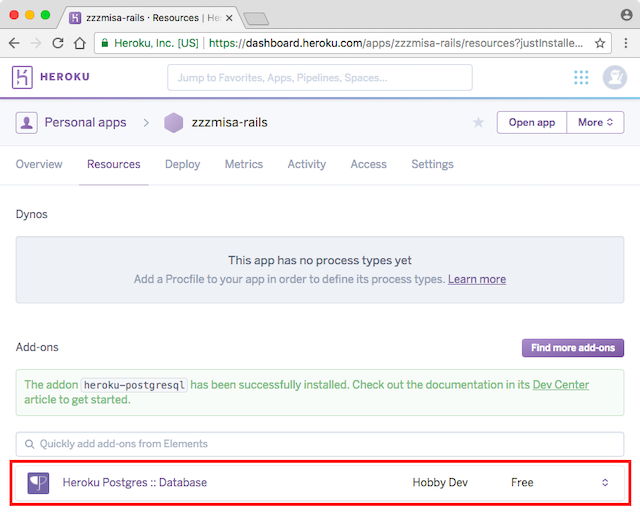 zzzmisa-rails · Resources | He
Heroku, Inc. [US] https://dashboard.heroku.com/apps/zzzmisa-rails/resources?justInstalle...
HEROKU
Jump to Favorites, Apps, Pipelines, Spaces...
Personal apps > zzzmisa-rails
Open app More
Overview Resources Deploy Metrics Activity Access Settings
Dynos
This app has no process types yet
Add a Procfile to your app in order to define its process types. Learn more
Add-ons
Find more add-ons
The addon heroku-postgresql has been successfully installed. Check out the documentation in its Dev Center
article to get started.
Quickly add add-ons from Elements
Heroku Postgres :: Database Hobby Dev Free